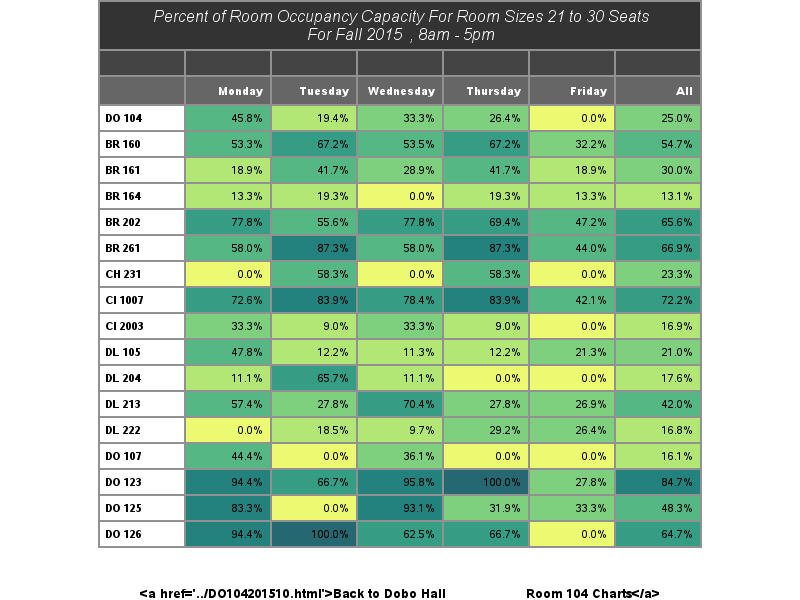 Percent of Room Occupancy Capacity For Room Sizes 21 to 30 Seats
For Fall 2015 , 8am - 5pm
Monday Tuesday Wednesday Thursday Friday All
DO 104 45.8% 19.4% 33.3% 26.4% 0.0% 25.0%
BR 160 53.3% 67.2% 53.5% 67.2% 32.2% 54.7%
BR 161 18.9% 41.7% 28.9% 41.7% 18.9% 30.0%
BR 164 13.3% 19.3% 0.0% 19.3% 13.3% 13.1%
BR 202 77.8% 55.6% 77.8% 69.4% 47.2% 65.6%
BR 261 58.0% 87.3% 58.0% 87.3% 44.0% 66.9%
CH 231 0.0% 58.3% 0.0% 58.3% 0.0% 23.3%
CI 1007 72.6% 83.9% 78.4% 83.9% 42.1% 72.2%
CI 2003 33.3% 9.0% 33.3% 9.0% 0.0% 16.9%
DL 105 47.8% 12.2% 11.3% 12.2% 21.3% 21.0%
DL 204 11.1% 65.7% 11.1% 0.0% 0.0% 17.6%
DL 213 57.4% 27.8% 70.4% 27.8% 26.9% 42.0%
DL 222 0.0% 18.5% 9.7% 29.2% 26.4% 16.8%
DO 107 44.4% 0.0% 36.1% 0.0% 0.0% 16.1%
DO 123 94.4% 66.7% 95.8% 100.0% 27.8% 84.7%
DO 125 83.3% 0.0% 93.1% 31.9% 33.3% 48.3%
DO 126 94.4% 100.0% 62.5% 66.7% 0.0% 64.7%
<a href='../DO104201510.html'>Back to Dobo Hall Room 104 Charts</a>